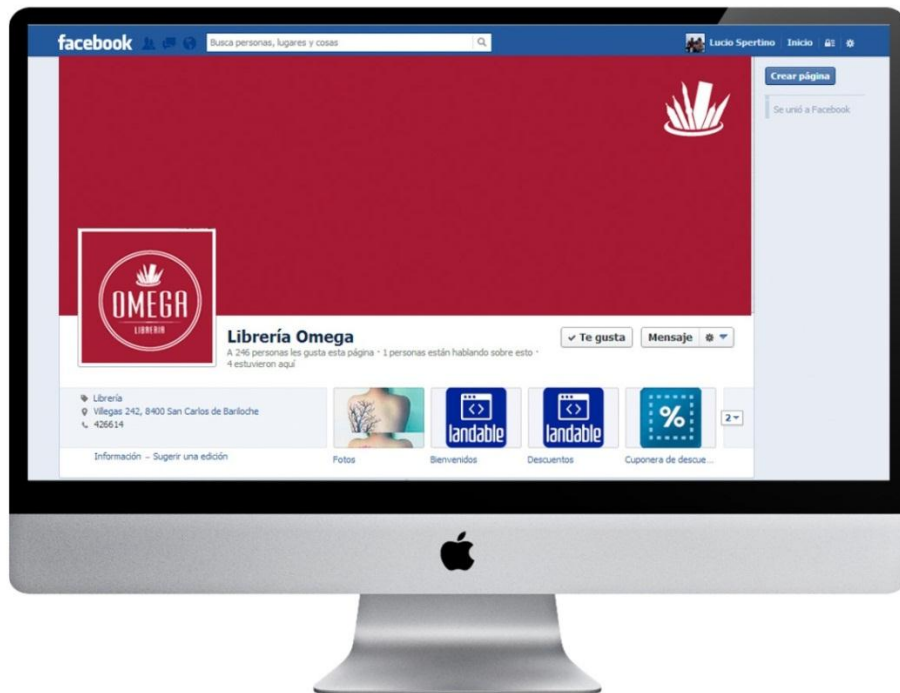 facebook
Busca personas, lugares y cosas
Lucio Spertino Inicio
Crear página
Se unió a Facebook
OMEGA
LIBRERIA
Librería Omega
A 246 personas les gusta esta página · 1 personas están hablando sobre esto ·
4 estuvieron aquí
✓ Te gusta
Mensaje
Librería
Villegas 242, 8400 San Carlos de Bariloche
426614
Información – Sugerir una edición
landable
landable
%
2
Fotos
Bienvenidos
Descuentos
Cuponera de descue...